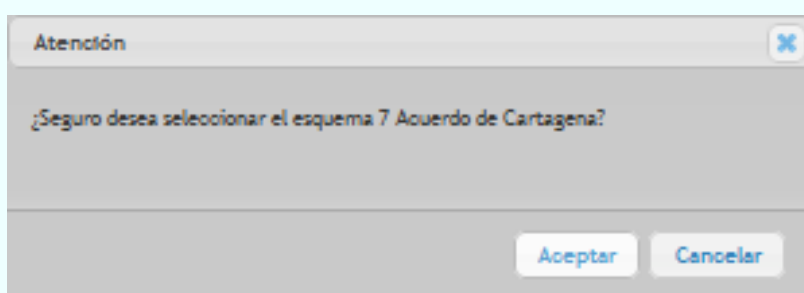 Atención
¿Seguro desea seleccionar el esquema 7 Acuerdo de Cartagena?
Aceptar Cancelar